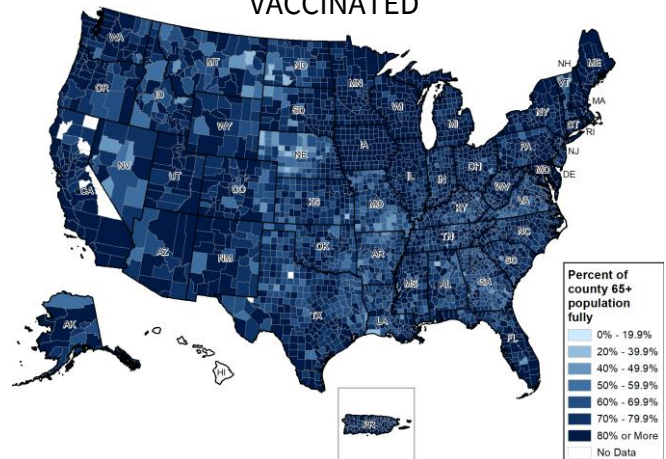 VACCINATED
WA
MT
ND
MN
OR
ID
SD
WI
WY
MI
NH
ME
VT
NY
MA
CT
RI
NE
IA
PA
NJ
NV
UT
CO
IL
IN
OH
MD
DE
CA
KS
MO
WV
VA
KY
AZ
NM
OK
AR
TN
NC
SC
TX
LA
MS
AL
GA
FL
AK
HI
PR
Percent of
county 65+
population
fully
0% - 19.9%
20% - 39.9%
40% - 49.9%
50% - 59.9%
60% - 69.9%
70% - 79.9%
80% or More
No Data